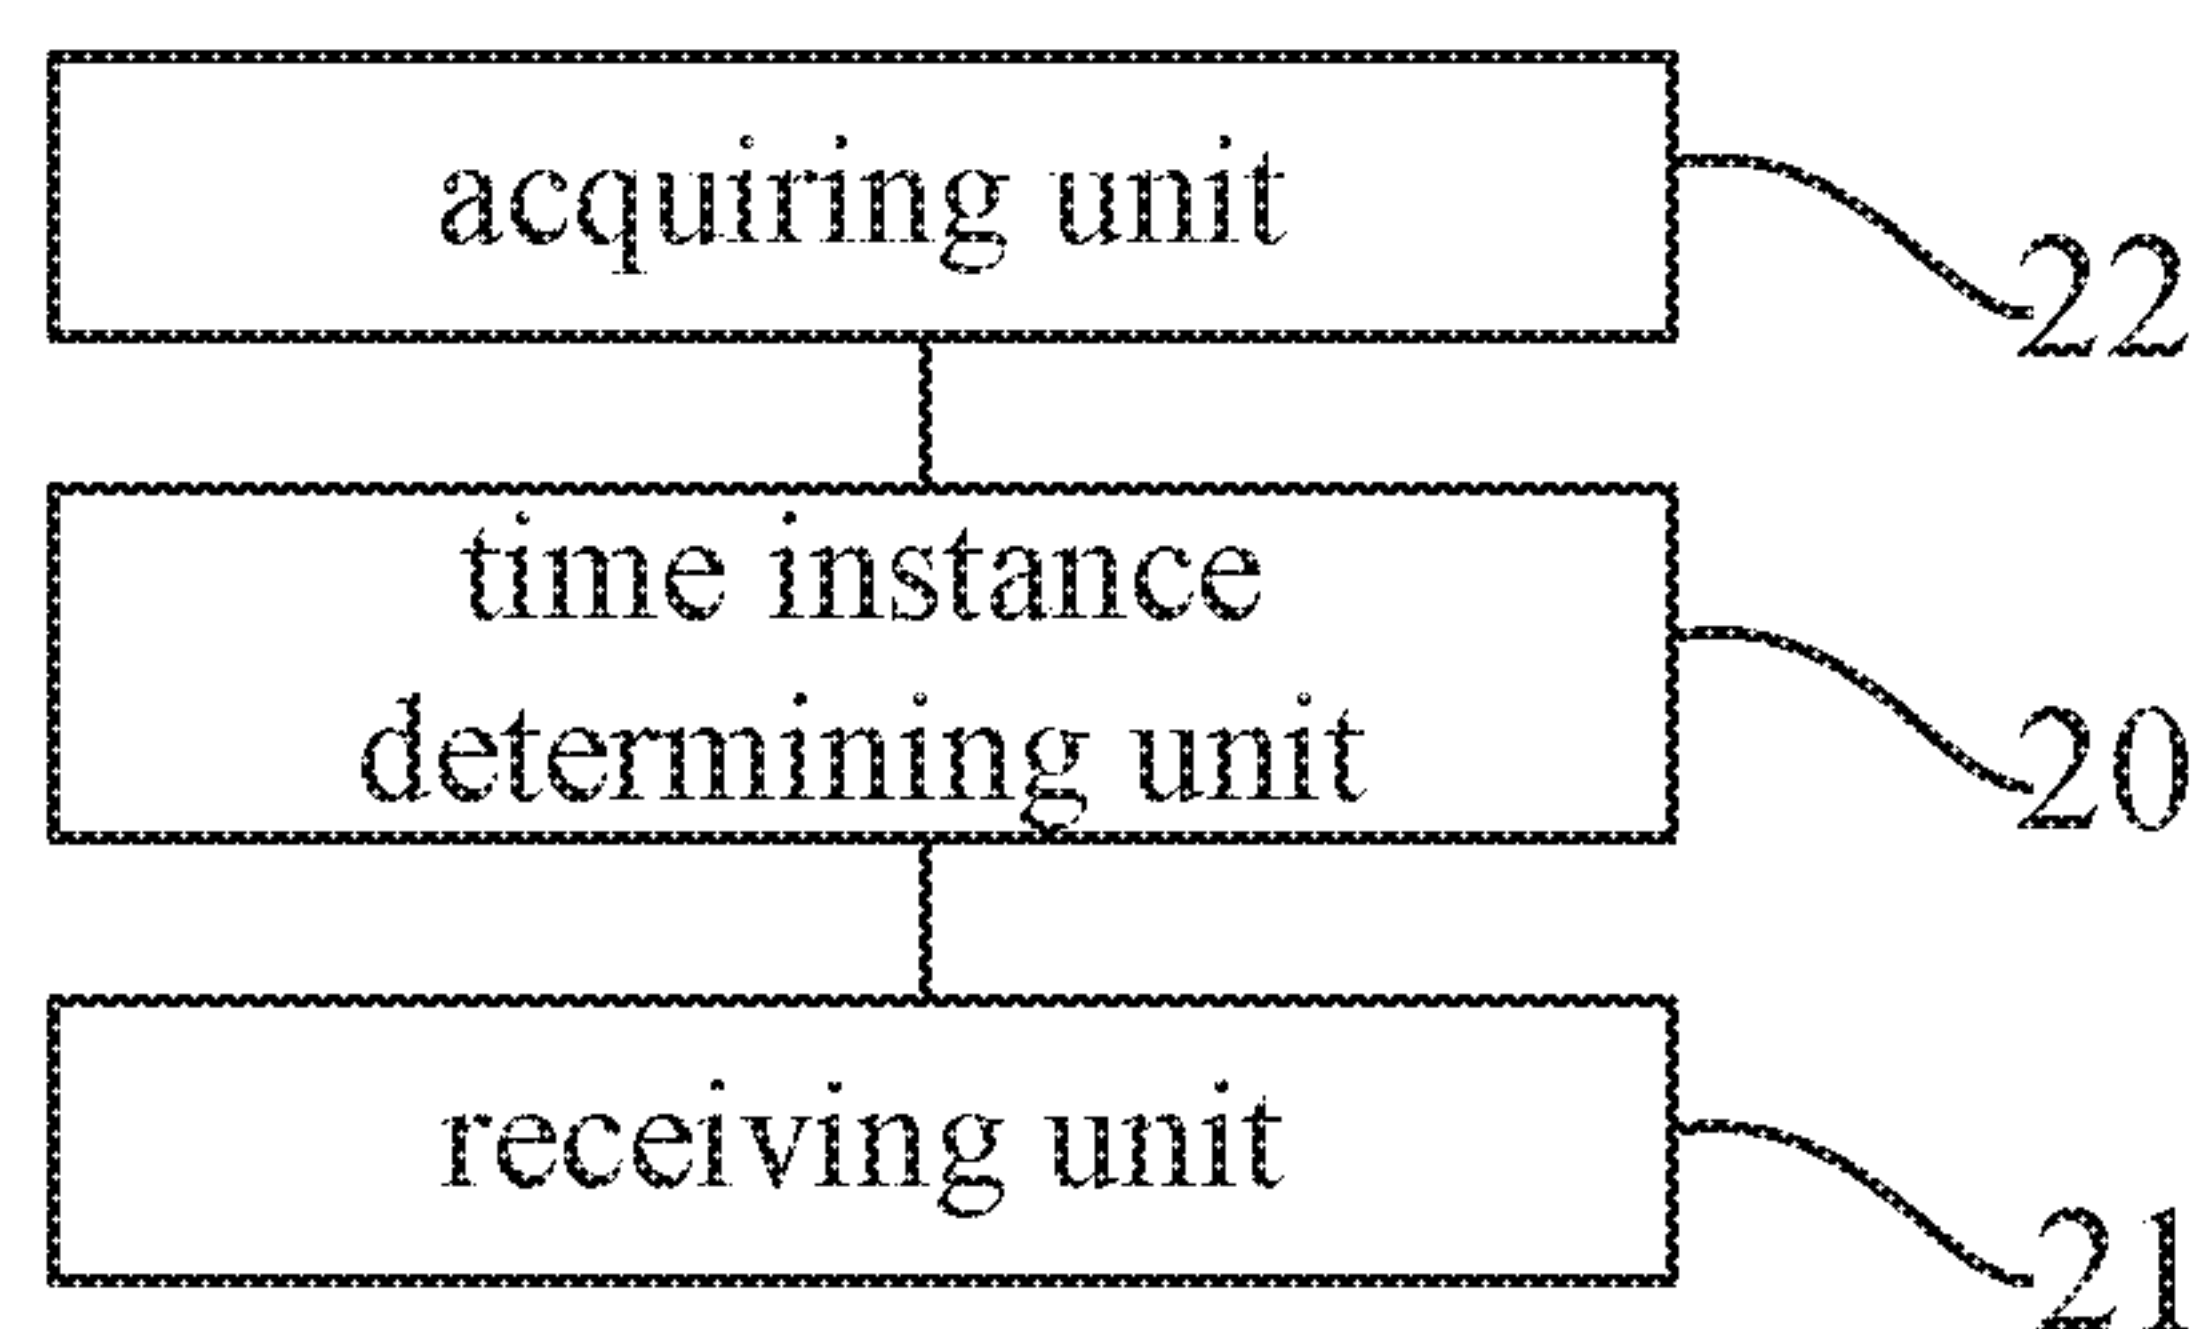 acquiring unit
22
time instance
determining unit
20
receiving unit
21